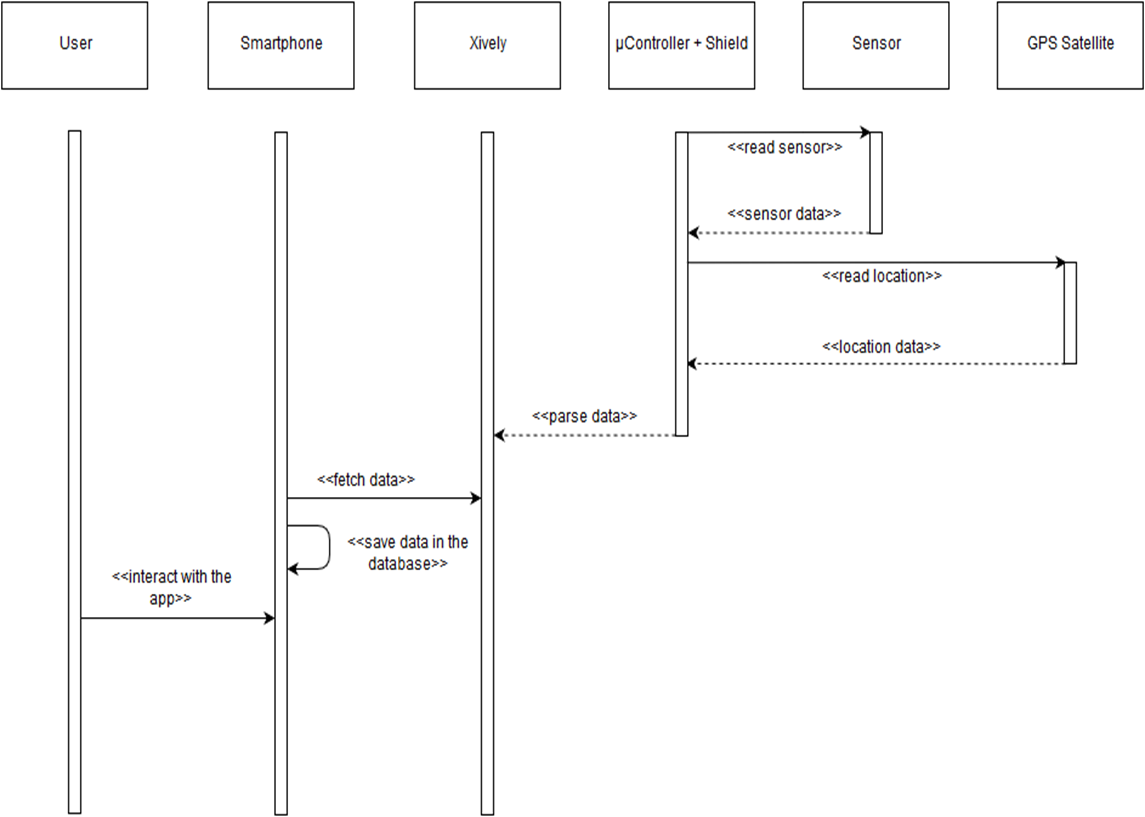 User
Smartphone
Xively
µController + Shield
Sensor
GPS Satellite
<<read sensor>>
<<sensor data>>
<<read location>>
<<location data>>
<<parse data>>
<<fetch data>>
<<save data in the
database>>
<<interact with the
app>>